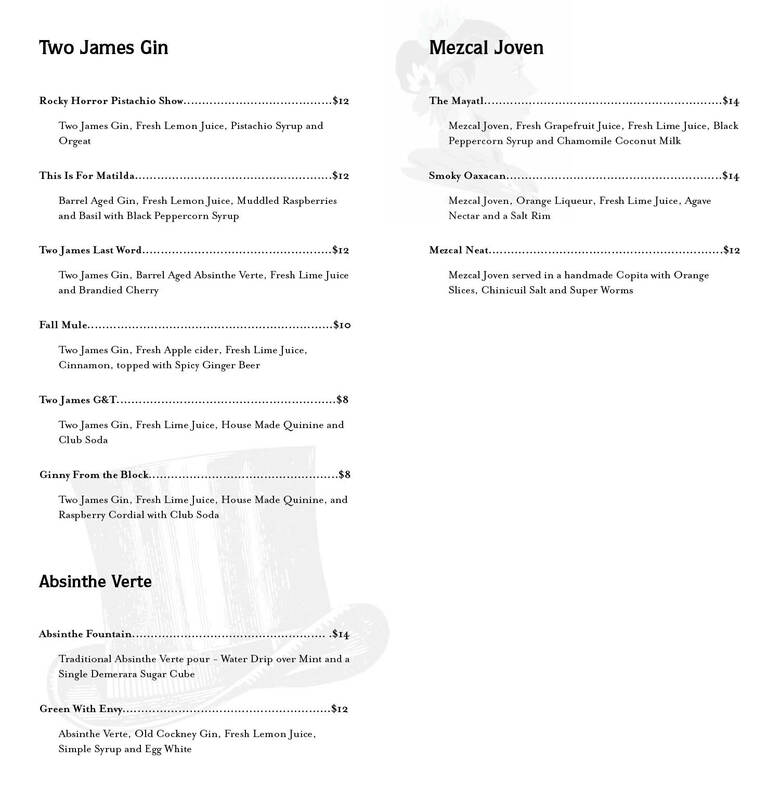 Two James Gin
Rocky Horror Pistachio Show......................................$12
Two James Gin, Fresh Lemon Juice, Pistachio Syrup and
Orgeat
This Is For Matilda..................................................$12
Barrel Aged Gin, Fresh Lemon Juice, Muddled Raspberries
and Basil with Black Peppercorn Syrup
Two James Last Word................................................$12
Two James Gin, Barrel Aged Absinthe Verte, Fresh Lime Juice
and Brandied Cherry
Fall Mule..............................................................$10
Two James Gin, Fresh Apple cider, Fresh Lime Juice,
Cinnamon, topped with Spicy Ginger Beer
Two James G&T.......................................................$8
Two James Gin, Fresh Lime Juice, House Made Quinine and
Club Soda
Ginny From the Block................................................$8
Two James Gin, Fresh Lime Juice, House Made Quinine, and
Raspberry Cordial with Club Soda
Absinthe Verte
Absinthe Fountain................................................. .$14
Traditional Absinthe Verte pour - Water Drip over Mint and a
Single Demerara Sugar Cube
Green With Envy.....................................................$12
Absinthe Verte, Old Cockney Gin, Fresh Lemon Juice,
Simple Syrup and Egg White
Mezcal Joven
The Mayatl............................................................$14
Mezcal Joven, Fresh Grapefruit Juice, Fresh Lime Juice, Black
Peppercorn Syrup and Chamomile Coconut Milk
Smoky Oaxacan.......................................................$14
Mezcal Joven, Orange Liqueur, Fresh Lime Juice, Agave
Nectar and a Salt Rim
Mezcal Neat...........................................................$12
Mezcal Joven served in a handmade Copita with Orange
Slices, Chinicuil Salt and Super Worms